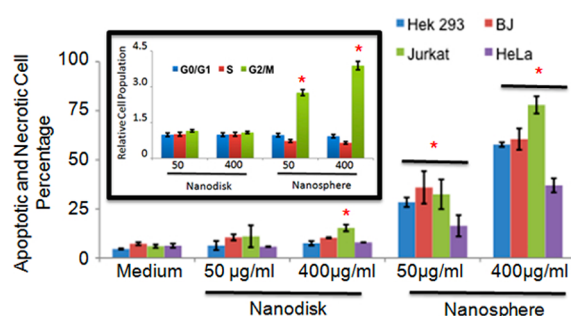 Hek 293 BJ
Jurkat HeLa
Apoptotic and Necrotic Cell
Percentage
100
75
50
25
0
Relative Cell Population
4.5
3.0
1.5
0
G0/G1 S G2/M
*
*
50 400 50 400
Nanodisk Nanosphere
*
*
*
Medium 50 µg/ml 400µg/ml 50µg/ml 400µg/ml
Nanodisk Nanosphere